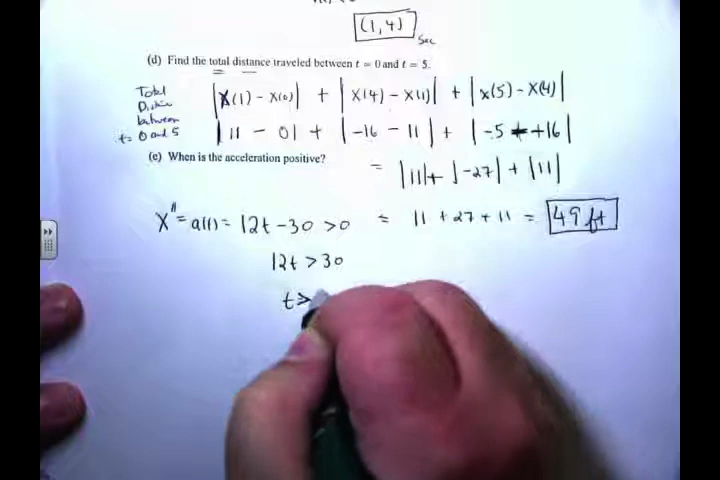 (1,4) sec
(d) Find the total distance traveled between t = 0 and t = 5.
Total
between
t= 0 and 5
|X(1) - X(0)| + |X(4) - X(1)| + |X(5) - X(4)|
|11 - 0| + |-16 - 11| + |-5 + +16|
(e) When is the acceleration positive?
= |11| + |-27| + |11|
X'' = a(t) = 12t - 30 > 0
= 11 + 27 + 11 = 49 ft
12t > 30
t >